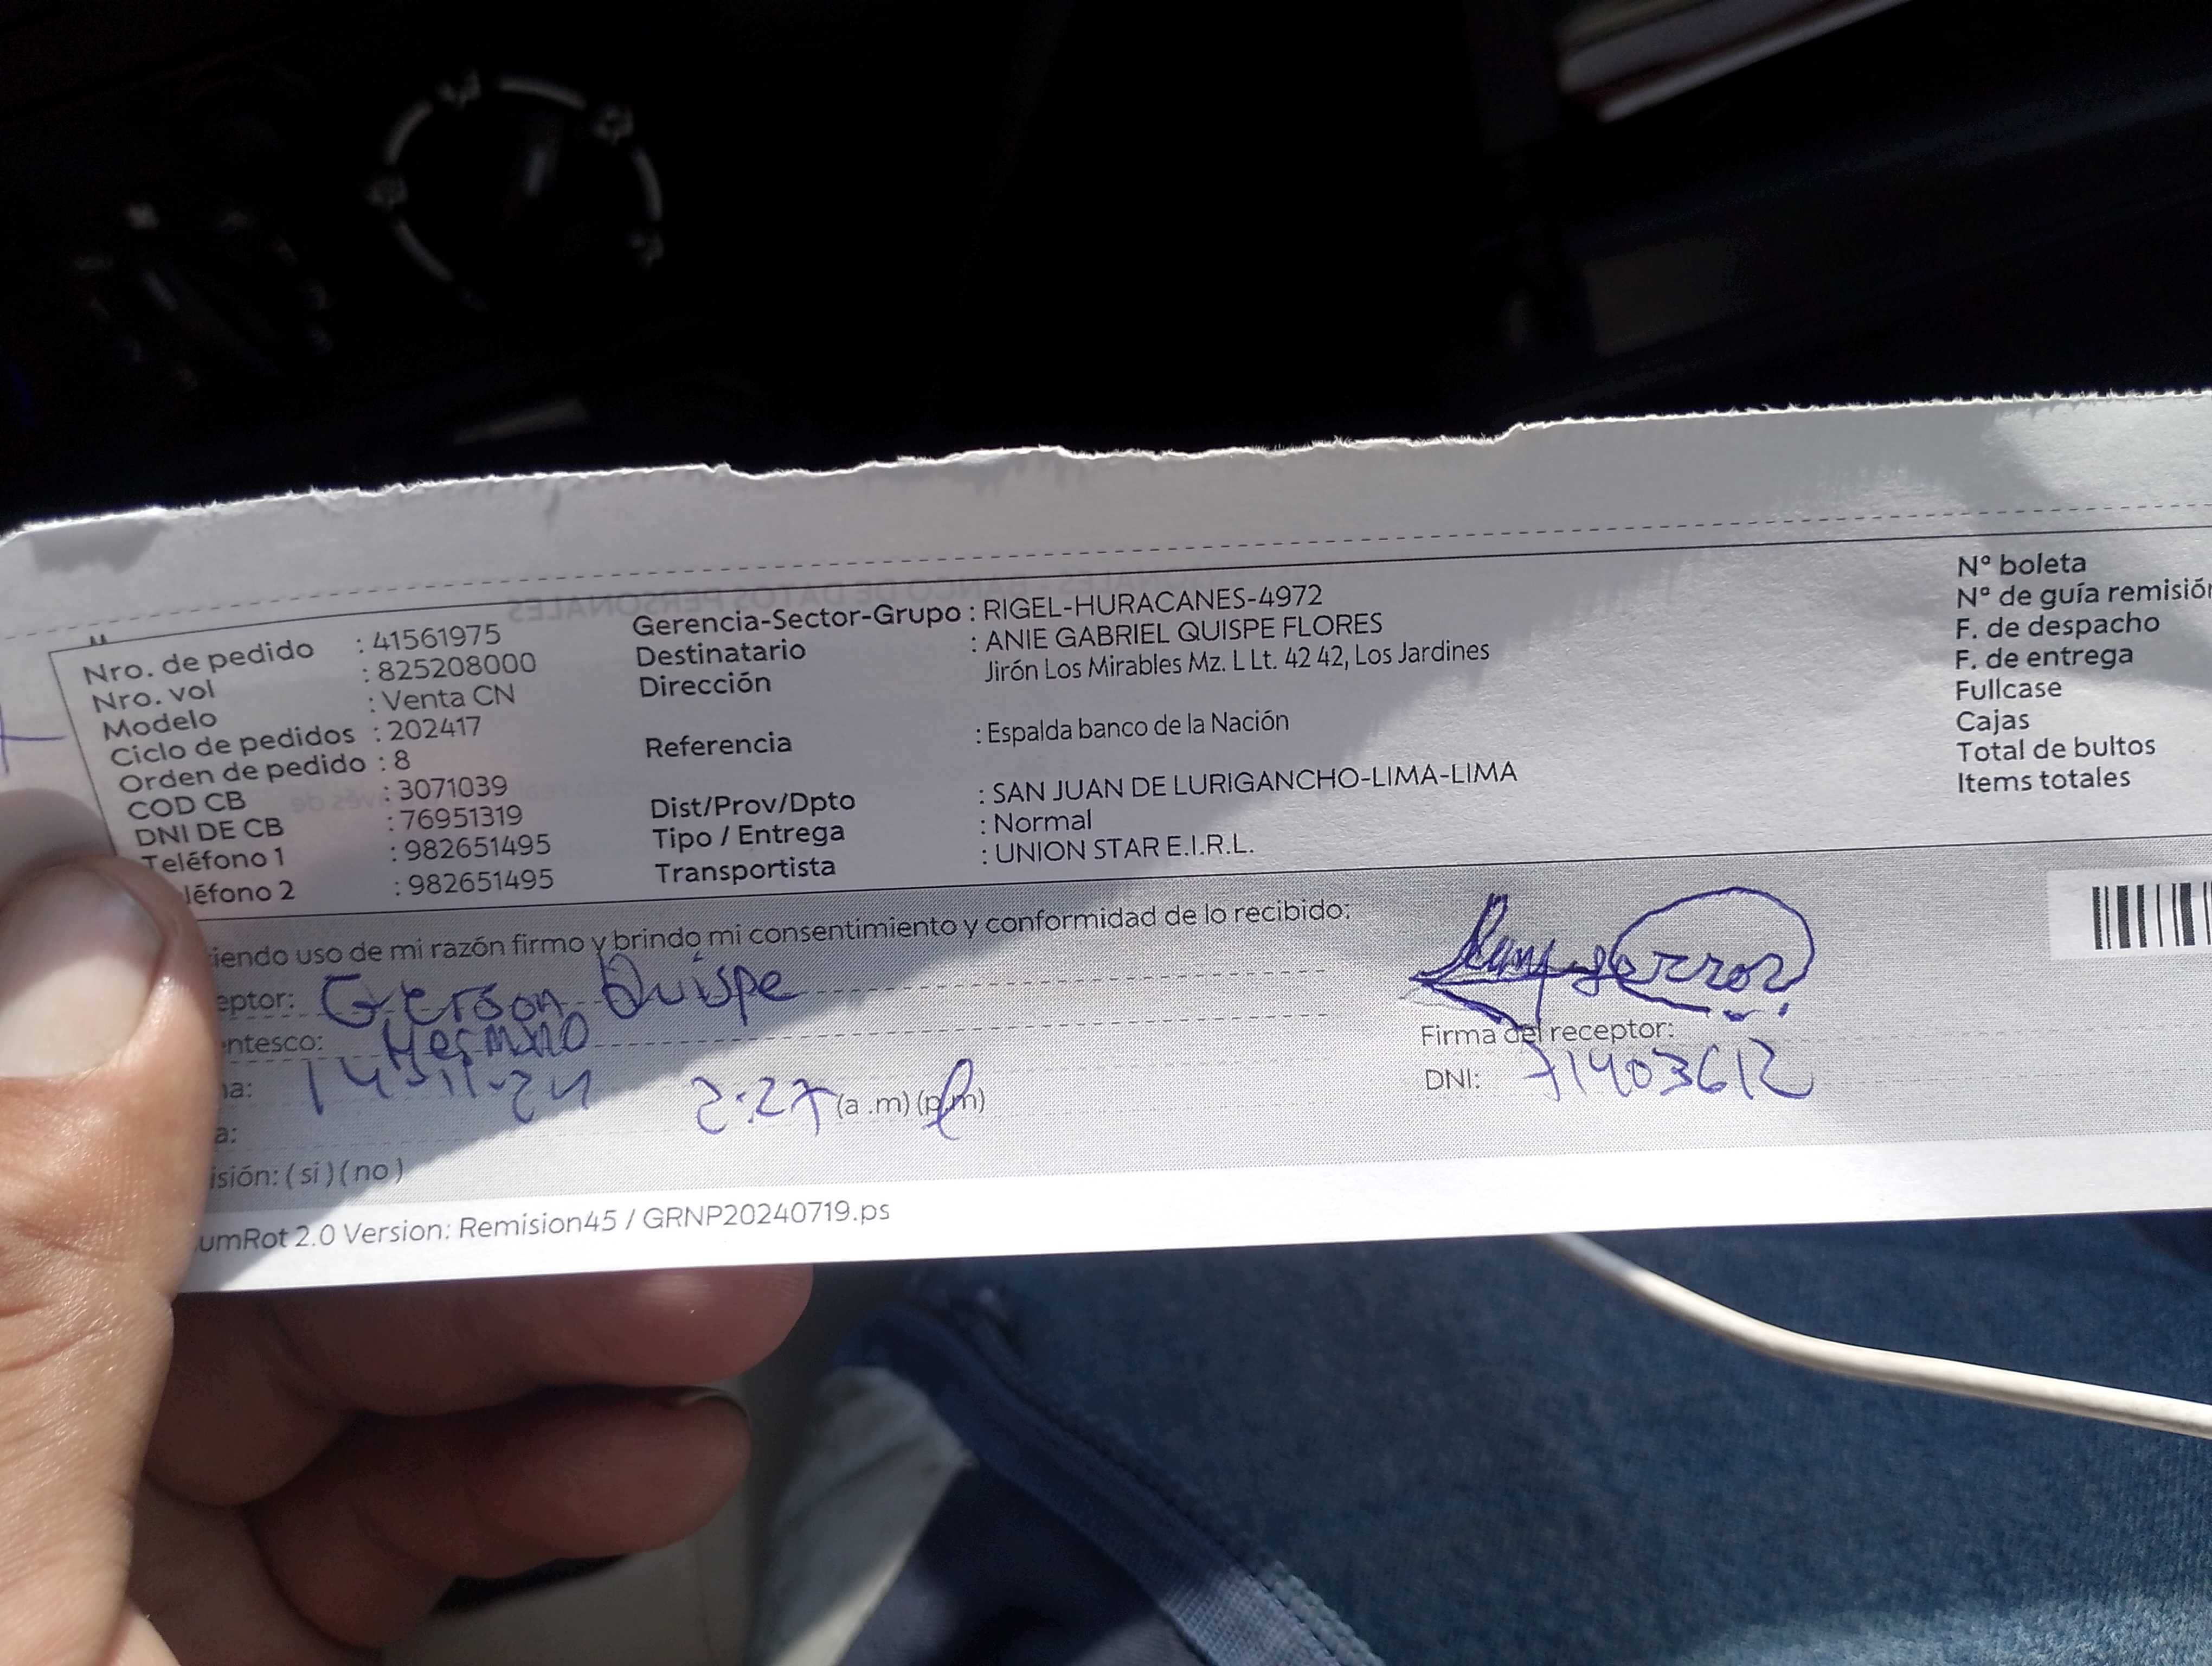 Nro. de pedido : 41561975
Nro. vol : 825208000
Modelo : Venta CN
Ciclo de pedidos : 202417
Orden de pedido : 8
COD CB : 3071039
DNI DE CB : 76951319
Teléfono 1 : 982651495
léfono 2 : 982651495
Gerencia-Sector-Grupo : RIGEL-HURACANES-4972
Destinatario : ANIE GABRIEL QUISPE FLORES
Dirección Jirón Los Mirables Mz. L Lt. 42 42, Los Jardines
Referencia : Espalda banco de la Nación
Dist/Prov/Dpto : SAN JUAN DE LURIGANCHO-LIMA-LIMA
Tipo / Entrega : Normal
Transportista : UNION STAR E.I.R.L.
Nº boleta
Nº de guía remisión
F. de despacho
F. de entrega
Fullcase
Cajas
Total de bultos
Items totales
iendo uso de mi razón firmo y brindo mi consentimiento y conformidad de lo recibido:
eptor: Gerson Quispe
ntesco: Hermno
a: 14-11-24 2:27 (a.m) (p.m)
a:
isión: (si) (no)
Firma del receptor:
DNI: 71403612
umRot 2.0 Version: Remision45 / GRNP20240719.ps